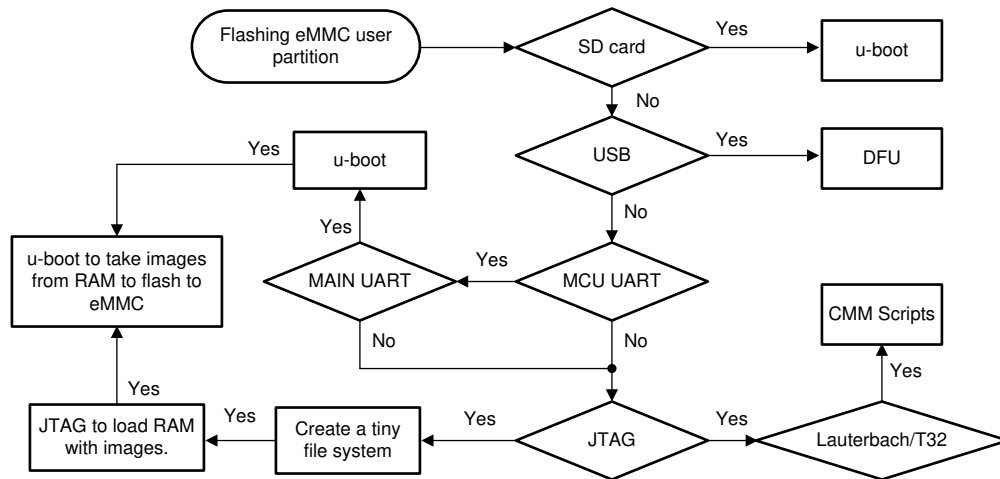 Flashing eMMC user
partition
SD card
Yes
u-boot
No
USB
Yes
DFU
No
Yes
u-boot
Yes
MCU UART
Yes
MAIN UART
u-boot to take images
from RAM to flash to
eMMC
No
No
CMM Scripts
Yes
Yes
JTAG
Yes
Lauterbach/T32
Yes
Create a tiny
file system
Yes
JTAG to load RAM
with images.